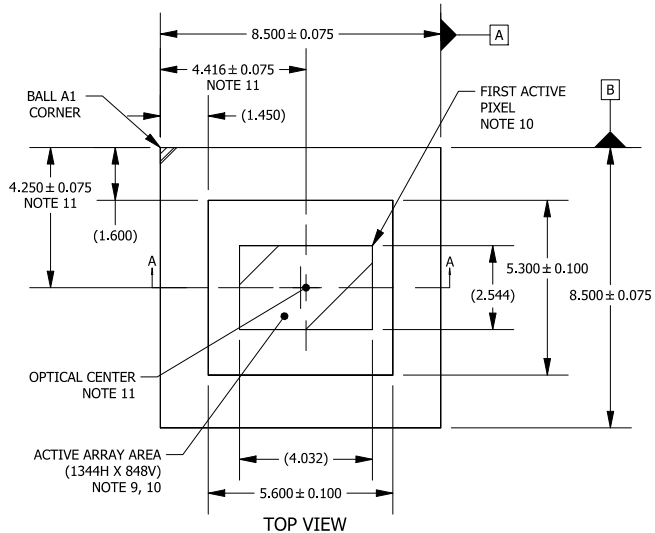 8.500 ± 0.075
A
4.416 ± 0.075
NOTE 11
BALL A1
CORNER
(1.450)
FIRST ACTIVE
PIXEL
NOTE 10
B
4.250 ± 0.075
NOTE 11
(1.600)
A
A
5.300 ± 0.100
(2.544)
8.500 ± 0.075
OPTICAL CENTER
NOTE 11
ACTIVE ARRAY AREA
(1344H X 848V)
NOTE 9, 10
(4.032)
5.600 ± 0.100
TOP VIEW